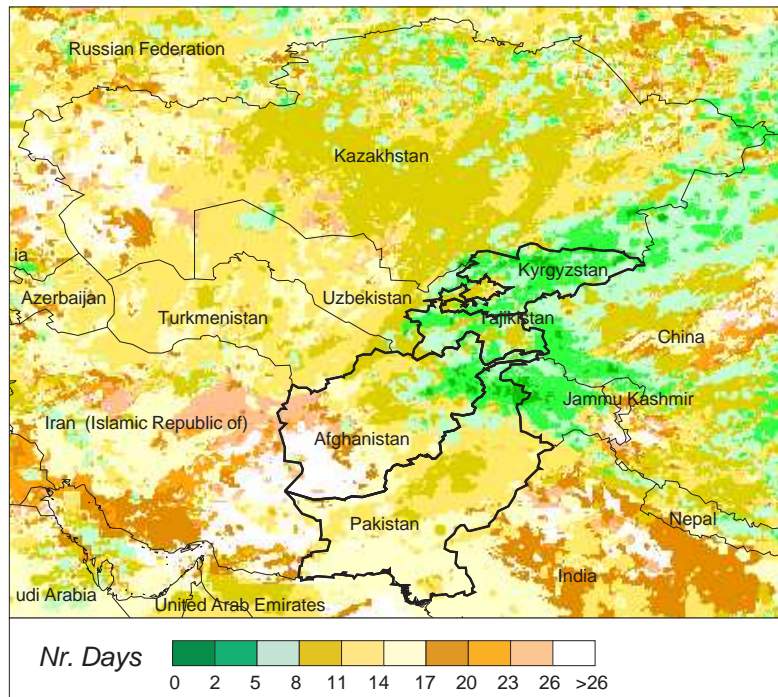 Russian Federation
Kazakhstan
ia
Kyrgyzstan
Azerbaijan
Uzbekistan
Turkmenistan
Tajikistan
China
Jammu Kashmir
Iran (Islamic Republic of)
Afghanistan
Pakistan
Nepal
India
udi Arabia
United Arab Emirates
Nr. Days
0 2 5 8 11 14 17 20 23 26 >26